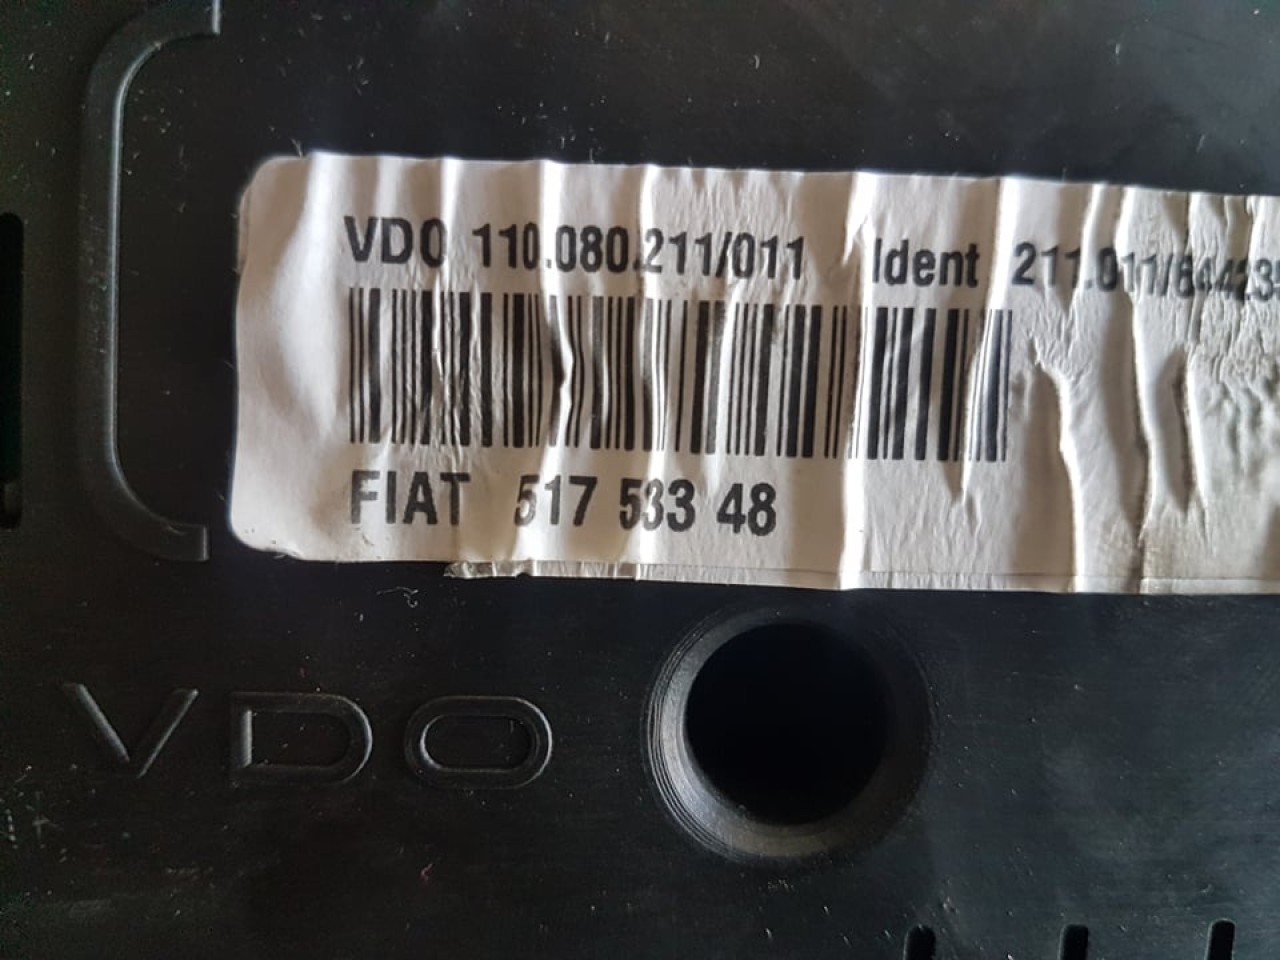 VDO 110.080.211/011 Ident
FIAT 517 533 48
VDO